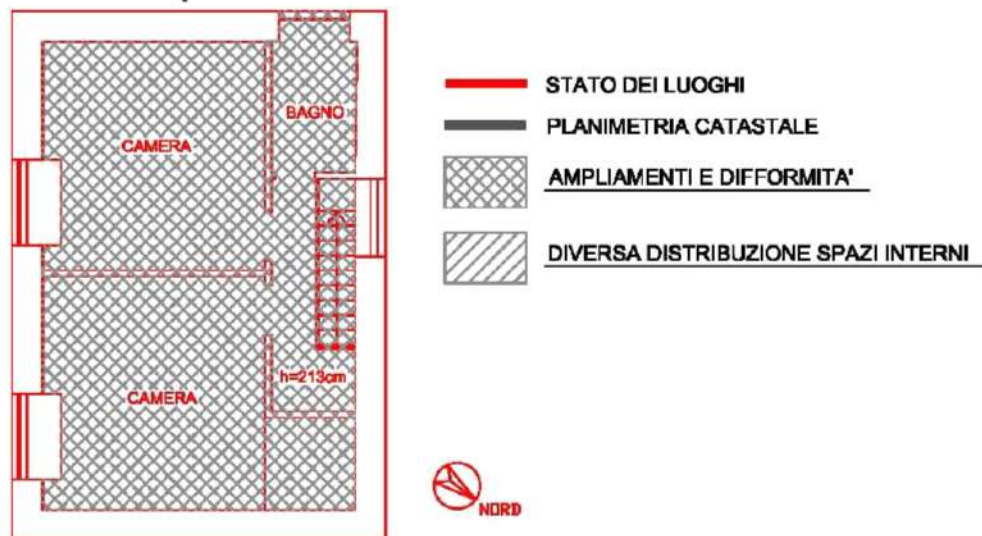 BAGNO
CAMERA
CAMERA
h=213cm
STATO DEI LUOGHI
PLANIMETRIA CATASTALE
AMPLIAMENTI E DIFFORMITA'
DIVERSA DISTRIBUZIONE SPAZI INTERNI
NORD